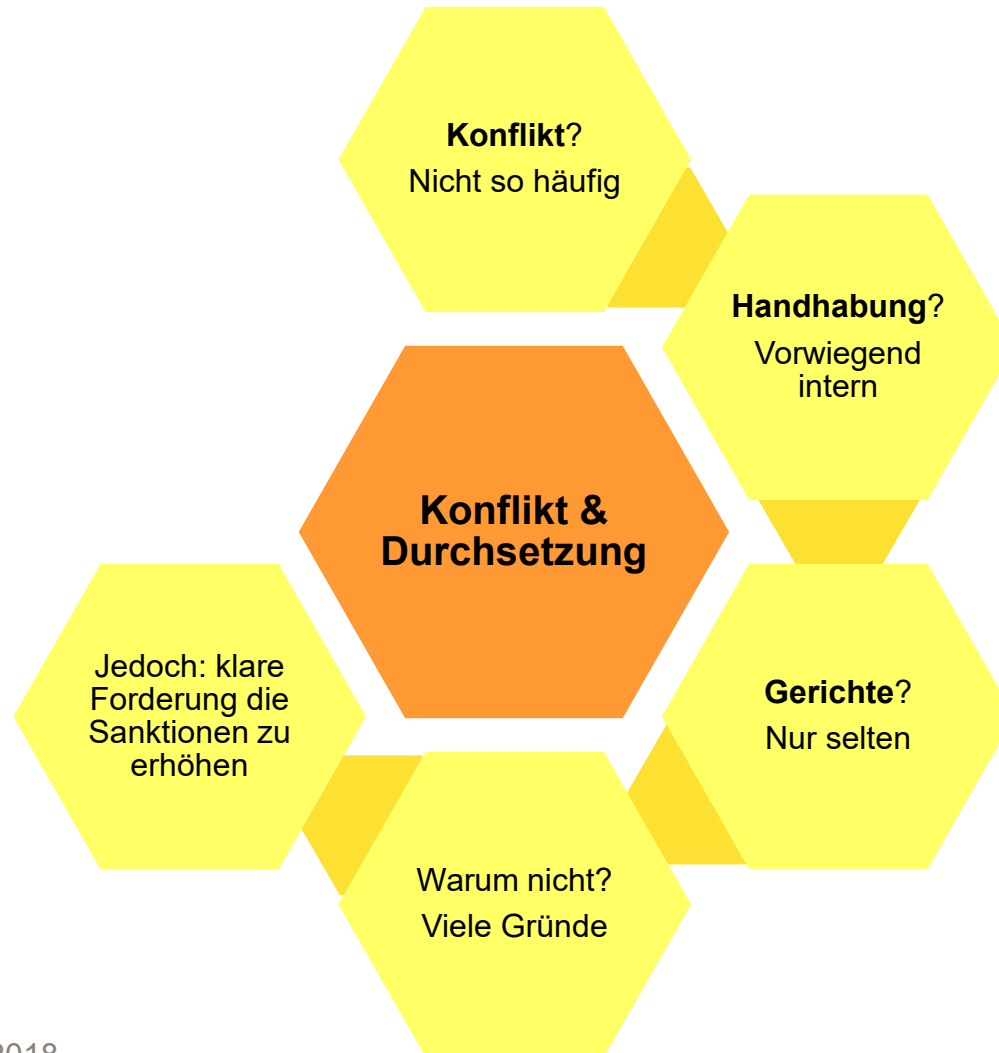 Konflikt?
Nicht so häufig
Handhabung?
Vorwiegend
intern
Konflikt &
Durchsetzung
Gerichte?
Nur selten
Warum nicht?
Viele Gründe
Jedoch: klare
Forderung die
Sanktionen zu
erhöhen
2018